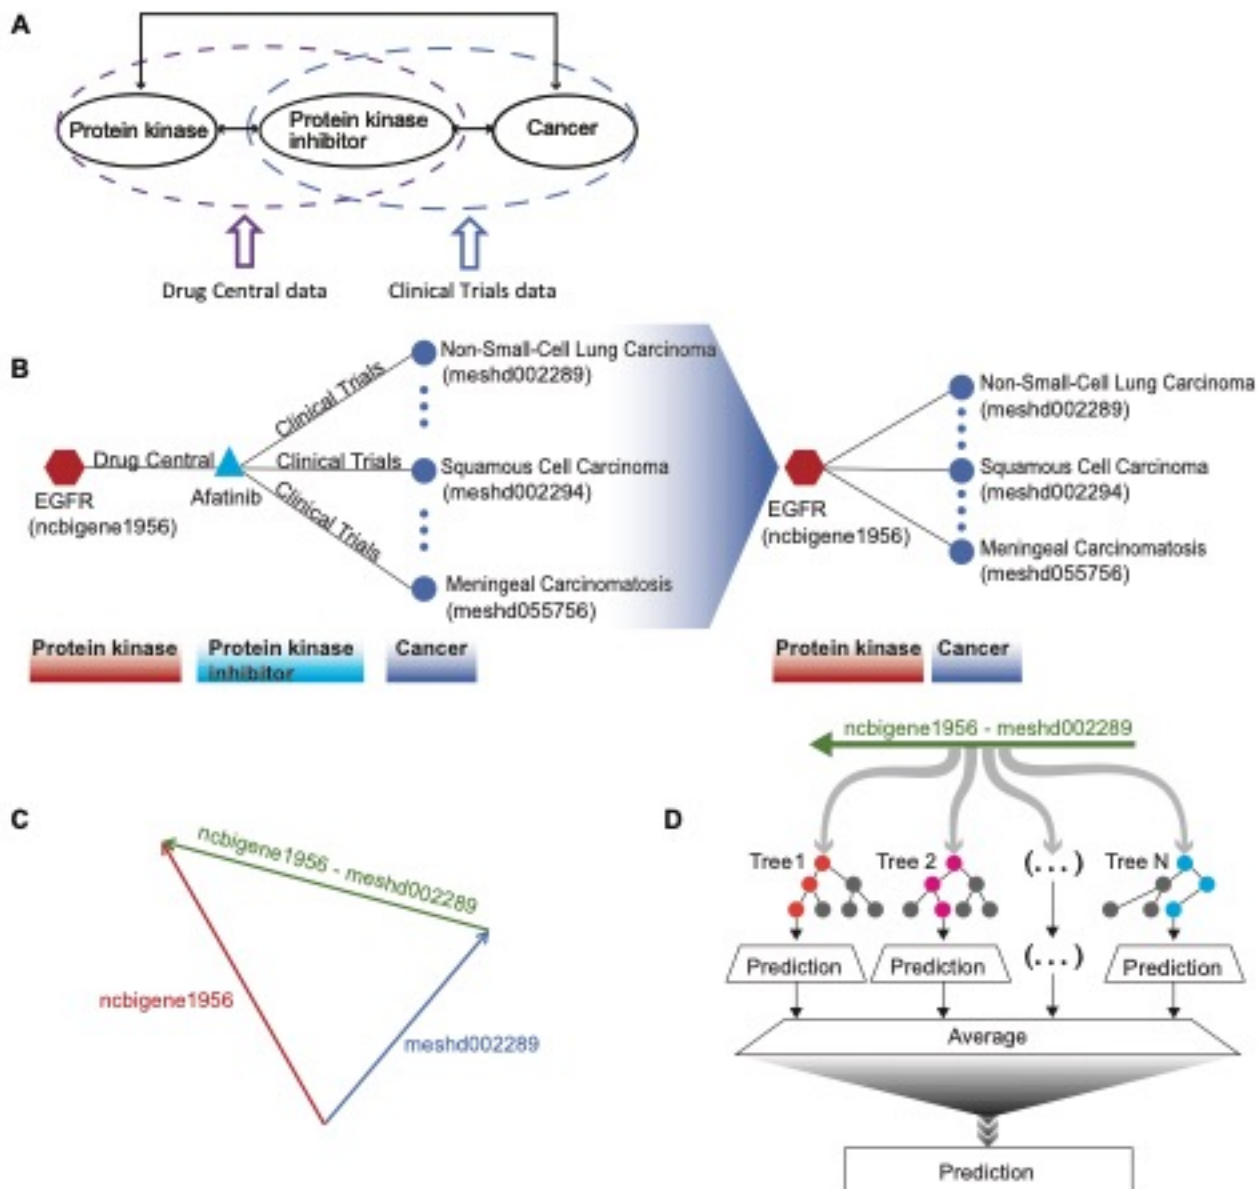 A
Protein kinase
Protein kinase
inhibitor
Cancer
Drug Central data
Clinical Trials data
B
Clinical Trials
Non-Small-Cell Lung Carcinoma
(meshd002289)
Drug Central
Clinical Trials
Squamous Cell Carcinoma
(meshd002294)
EGFR
(ncbigene1956)
Afatinib
Clinical Trials
Meningeal Carcinomatosis
(meshd055756)
Non-Small-Cell Lung Carcinoma
(meshd002289)
Squamous Cell Carcinoma
(meshd002294)
EGFR
(ncbigene1956)
Meningeal Carcinomatosis
(meshd055756)
Protein kinase
Protein kinase
inhibitor
Cancer
Protein kinase
Cancer
C
ncbigene1956 - meshd002289
ncbigene1956
meshd002289
D
ncbigene1956 - meshd002289
Tree 1
Tree 2
(...)
Tree N
Prediction
Prediction
(...)
Prediction
Average
Prediction